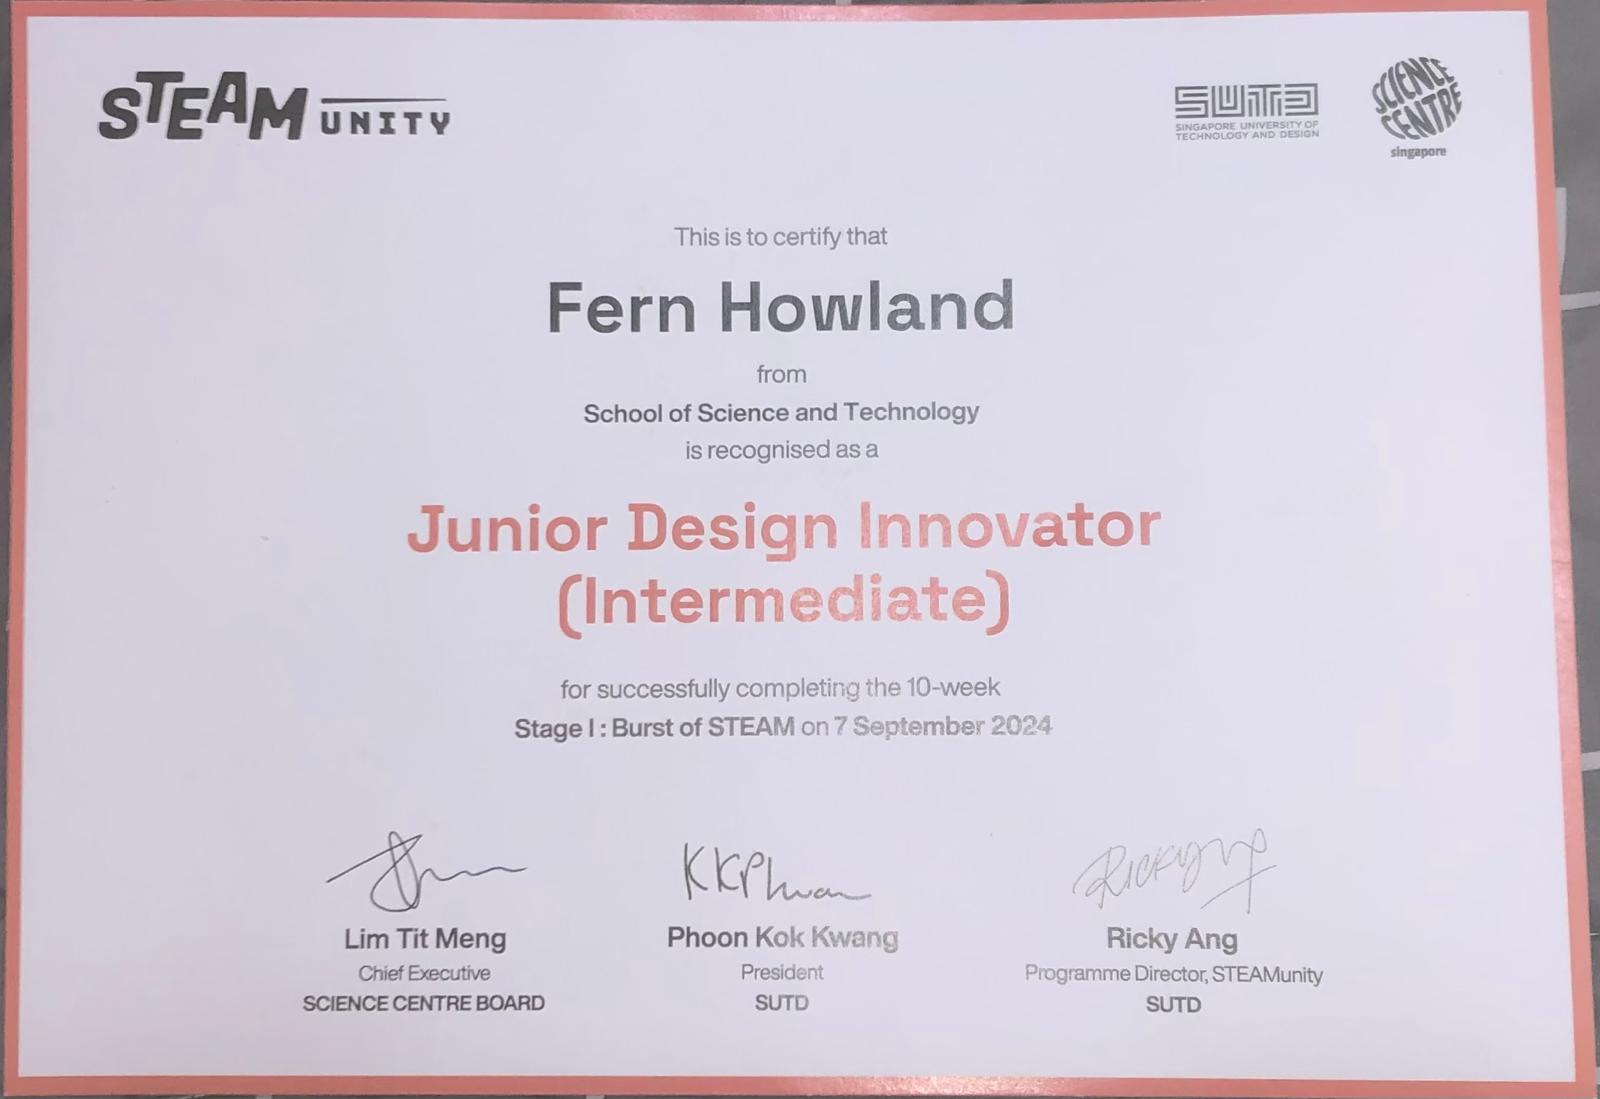 STEAM UNITY
SUTD
SINGAPORE UNIVERSITY OF
TECHNOLOGY AND DESIGN
SCIENCE
CENTRE
singapore
This is to certify that
Fern Howland
from
School of Science and Technology
is recognised as a
Junior Design Innovator
(Intermediate)
for successfully completing the 10-week
Stage I : Burst of STEAM on 7 September 2024
KKPhoon
Ricky Ang
Lim Tit Meng
Chief Executive
SCIENCE CENTRE BOARD
Phoon Kok Kwang
President
SUTD
Ricky Ang
Programme Director, STEAMunity
SUTD